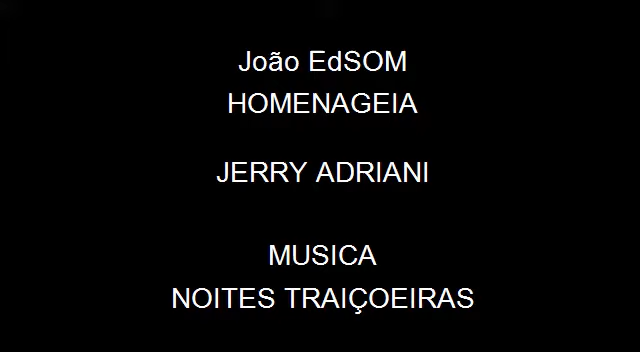 João EdSOM
HOMENAGEIA
JERRY ADRIANI
MUSICA
NOITES TRAIÇOEIRAS